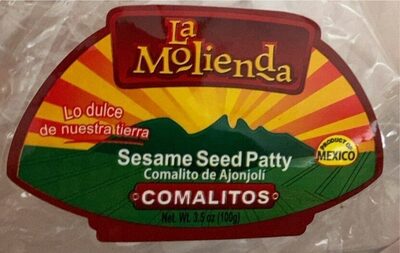 La
Molienda
Lo dulce
de nuestra tierra
Sesame Seed Patty
Comalito de Ajonjolí
PRODUCT OF
MEXICO
COMALITOS
Net. Wt. 3.5 oz (100g)